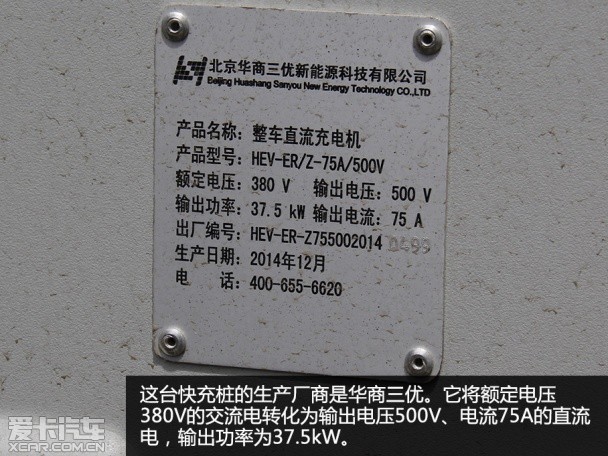 北京华商三优新能源科技有限公司
Beijing Huashang Sanyou New Energy Technology CO.,LTD
产品名称：整车直流充电机
产品型号：HEV-ER/Z-75A/500V
额定电压：380 V 输出电压：500 V
输出功率：37.5 kW 输出电流：75 A
出厂编号：HEV-ER-Z755002014
生产日期：2014年12月
电 话：400-655-6620
这台快充桩的生产厂商是华商三优。它将额定电压
380V的交流电转化为输出电压500V、电流75A的直流
电，输出功率为37.5kW。
爱卡汽车
XCAR.COM.CN